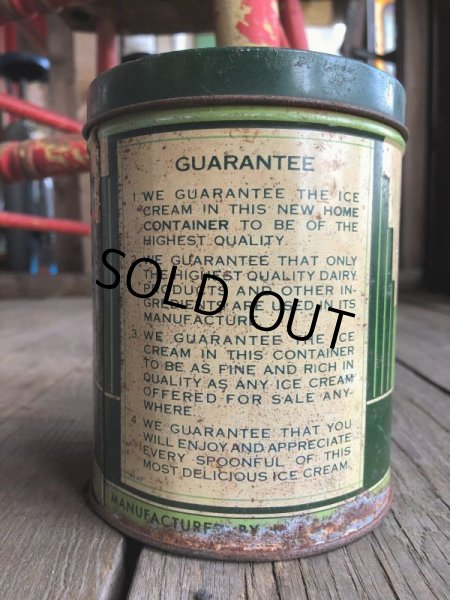 GUARANTEE
1. WE GUARANTEE THE ICE
CREAM IN THIS NEW HOME
CONTAINER TO BE OF THE
HIGHEST QUALITY.
WE GUARANTEE THAT ONLY
THE HIGHEST QUALITY DAIRY
PRODUCTS AND OTHER IN-
GREDIENTS ARE USED IN ITS
MANUFACTURE.
SOLD OUT
3. WE GUARANTEE THE ICE
CREAM IN THIS CONTAINER
TO BE AS FINE AND RICH IN
QUALITY AS ANY ICE CREAM
OFFERED FOR SALE ANY-
WHERE.
4. WE GUARANTEE THAT YOU
WILL ENJOY AND APPRECIATE
EVERY SPOONFUL OF THIS
MOST DELICIOUS ICE CREAM.
MANUFACTURED BY